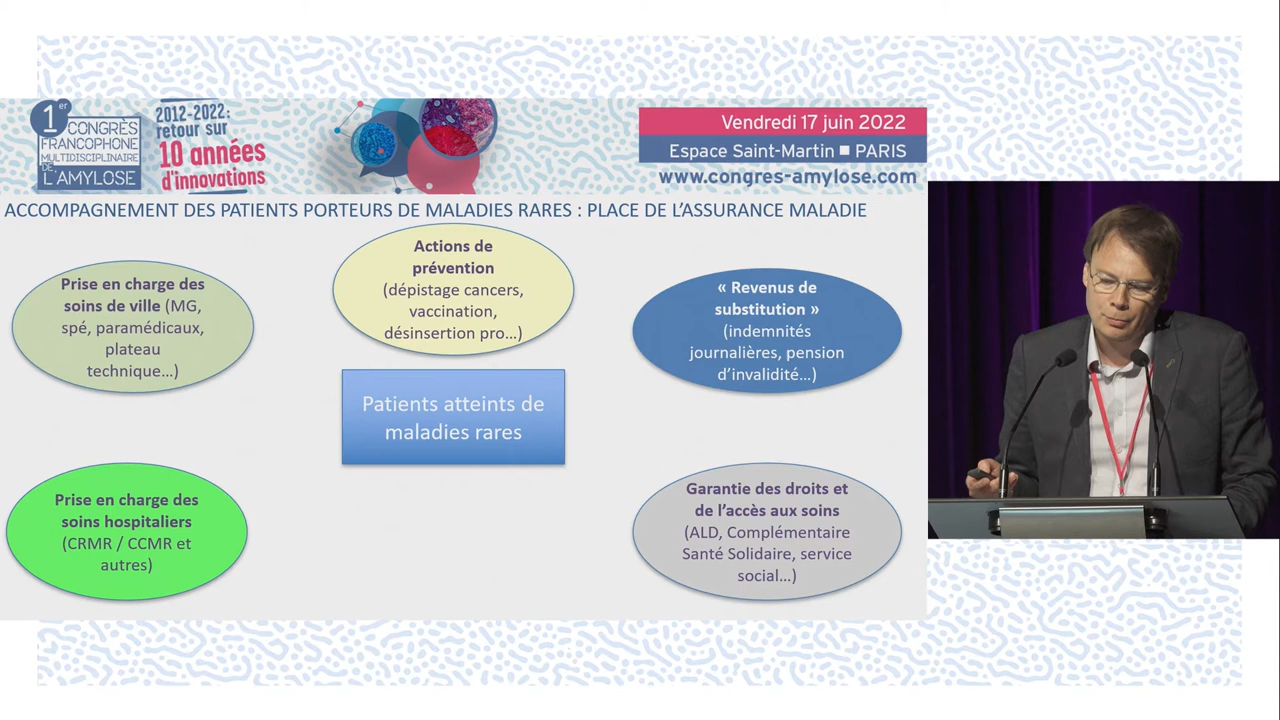 1er
CONGRÈS
FRANCOPHONE
MULTIDISCIPLINAIRE
DE
L'AMYLOSE
2012-2022:
retour sur
10 années
d'innovations
Vendredi 17 juin 2022
Espace Saint-Martin ■ PARIS
www.congres-amylose.com
ACCOMPAGNEMENT DES PATIENTS PORTEURS DE MALADIES RARES : PLACE DE L'ASSURANCE MALADIE
Actions de
prévention
(dépistage cancers,
vaccination,
désinsertion pro…)
Prise en charge des
soins de ville (MG,
spé, paramédicaux,
plateau
technique…)
« Revenus de
substitution »
(indemnités
journalières, pension
d'invalidité…)
Patients atteints de
maladies rares
Prise en charge des
soins hospitaliers
(CRMR / CCMR et
autres)
Garantie des droits et
de l'accès aux soins
(ALD, Complémentaire
Santé Solidaire, service
social…)